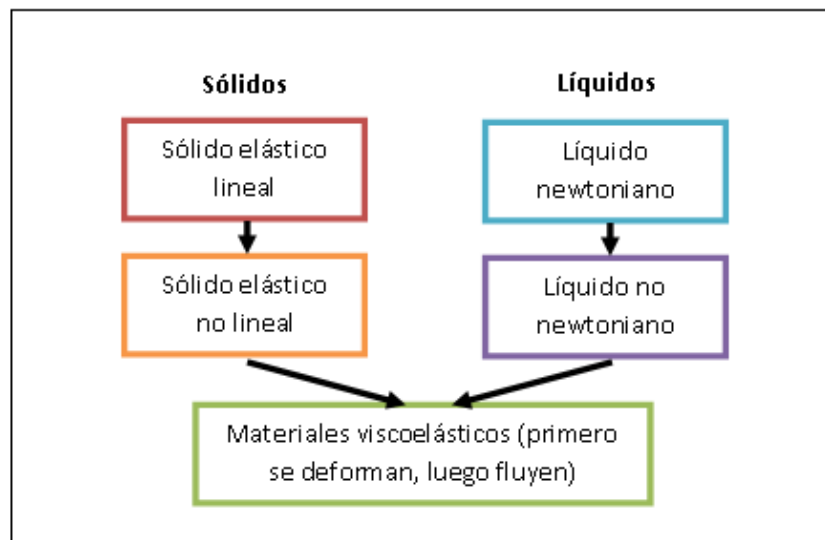 Sólidos
Líquidos
Sólido elástico
lineal
Líquido
newtoniano
Sólido elástico
no lineal
Líquido no
newtoniano
Materiales viscoelásticos (primero
se deforman, luego fluyen)